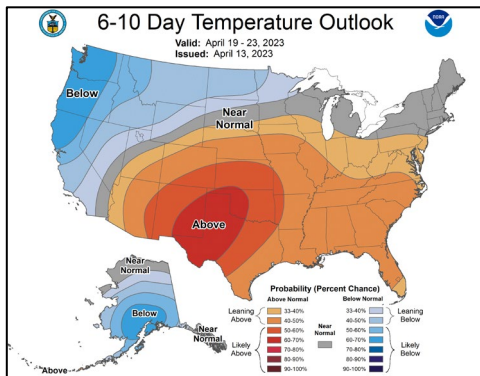 6-10 Day Temperature Outlook
Valid: April 19 - 23, 2023
Issued: April 13, 2023
NOAA
Below
Near
Normal
Above
Near
Normal
Below
Near
Normal
Above
Probability (Percent Chance)
Above Normal
Below Normal
Leaning
Above
33-40%
40-50%
Likely
Above
50-60%
60-70%
70-80%
80-90%
90-100%
Near
Normal
33-40%
40-50%
Leaning
Below
50-60%
60-70%
70-80%
80-90%
90-100%
Likely
Below